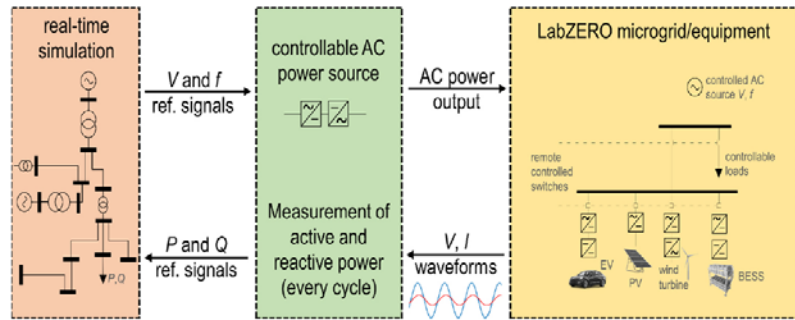 real-time
simulation
P,Q
V and f
ref. signals
P and Q
ref. signals
controllable AC
power source
Measurement of
active and
reactive power
(every cycle)
AC power
output
V, I
waveforms
LabZERO microgrid/equipment
controlled AC
source V, f
remote
controlled
switches
controllable
loads
EV
PV
wind
turbine
BESS